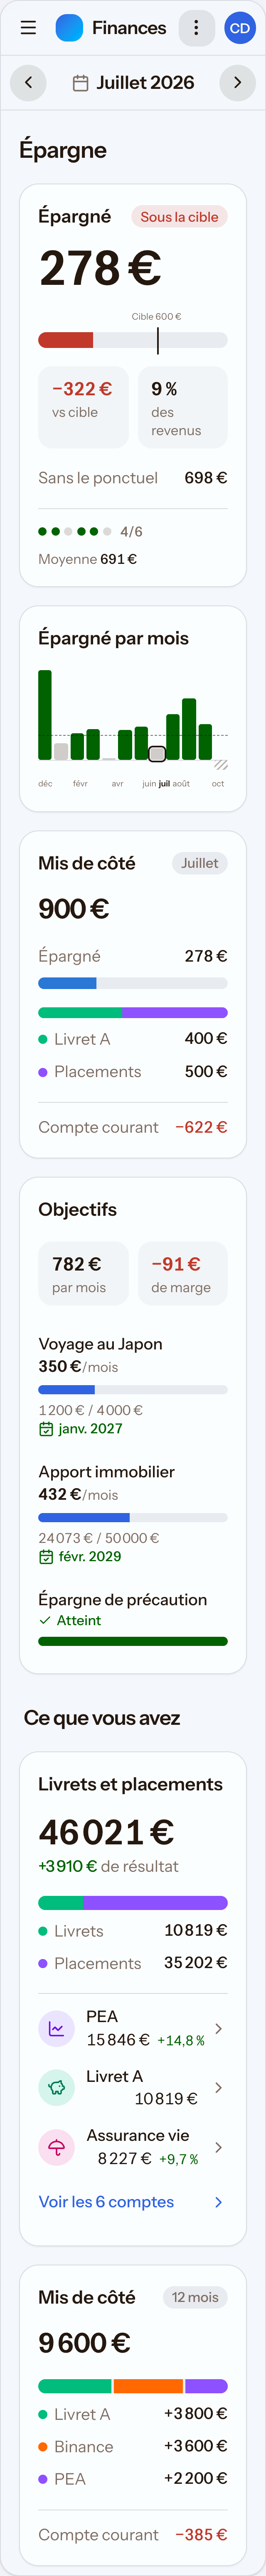 Finances
CD
Juillet 2026
Épargne
Épargné
Sous la cible
278 €
Cible 600 €
−322 €
vs cible
9 %
des
revenus
Sans le ponctuel 698 €
4/6
Moyenne 691 €
Épargné par mois
déc févr avr juin juil août oct
Mis de côté
Juillet
900 €
Épargné 278 €
Livret A 400 €
Placements 500 €
Compte courant −622 €
Objectifs
782 €
par mois
−91 €
de marge
Voyage au Japon
350 €/mois
1 200 € / 4 000 €
janv. 2027
Apport immobilier
432 €/mois
24 073 € / 50 000 €
févr. 2029
Épargne de précaution
Atteint
Ce que vous avez
Livrets et placements
46 021 €
+3 910 € de résultat
Livrets 10 819 €
Placements 35 202 €
PEA
15 846 € +14,8 %
Livret A
10 819 €
Assurance vie
8 227 € +9,7 %
Voir les 6 comptes
Mis de côté
12 mois
9 600 €
Livret A +3 800 €
Binance +3 600 €
PEA +2 200 €
Compte courant −385 €